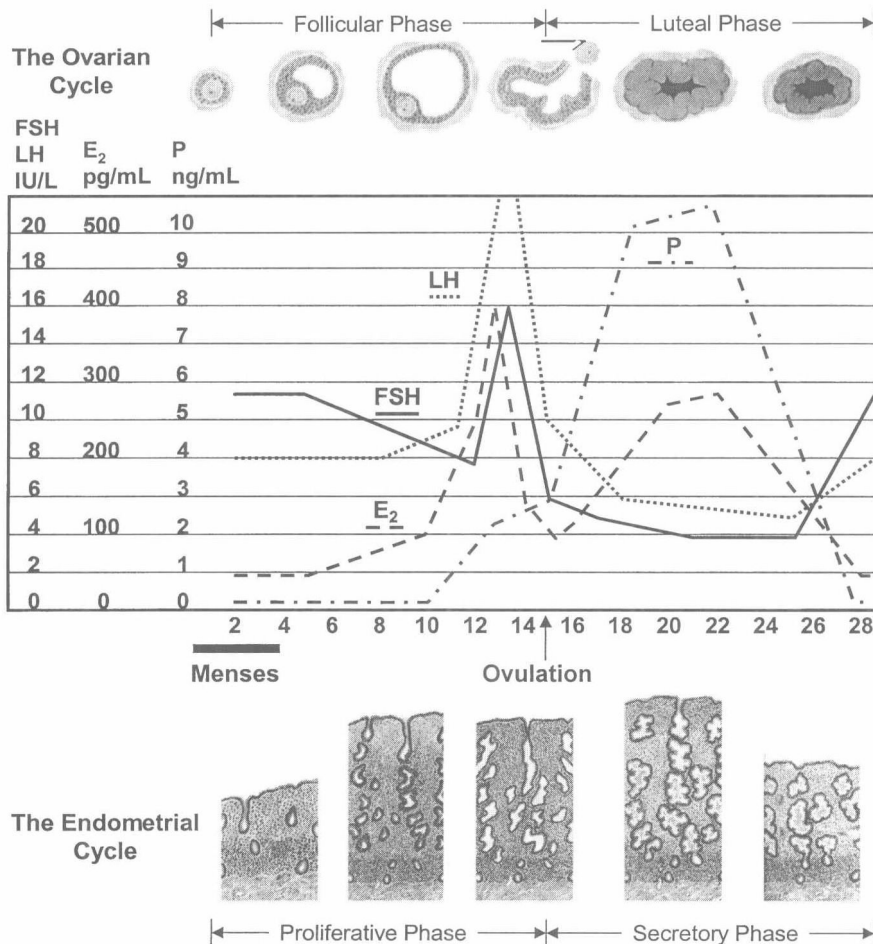 Follicular Phase Luteal Phase
The Ovarian
Cycle
FSH
LH
IU/L
E₂
pg/mL
P
ng/mL
20 500 10
18 9
16 400 8
14 7
12 300 6
10 5
8 200 4
6 3
4 100 2
2 1
0 0 0
LH
P
FSH
E₂
2 4 6 8 10 12 14 16 18 20 22 24 26 28
Menses
Ovulation
The Endometrial
Cycle
Proliferative Phase Secretory Phase